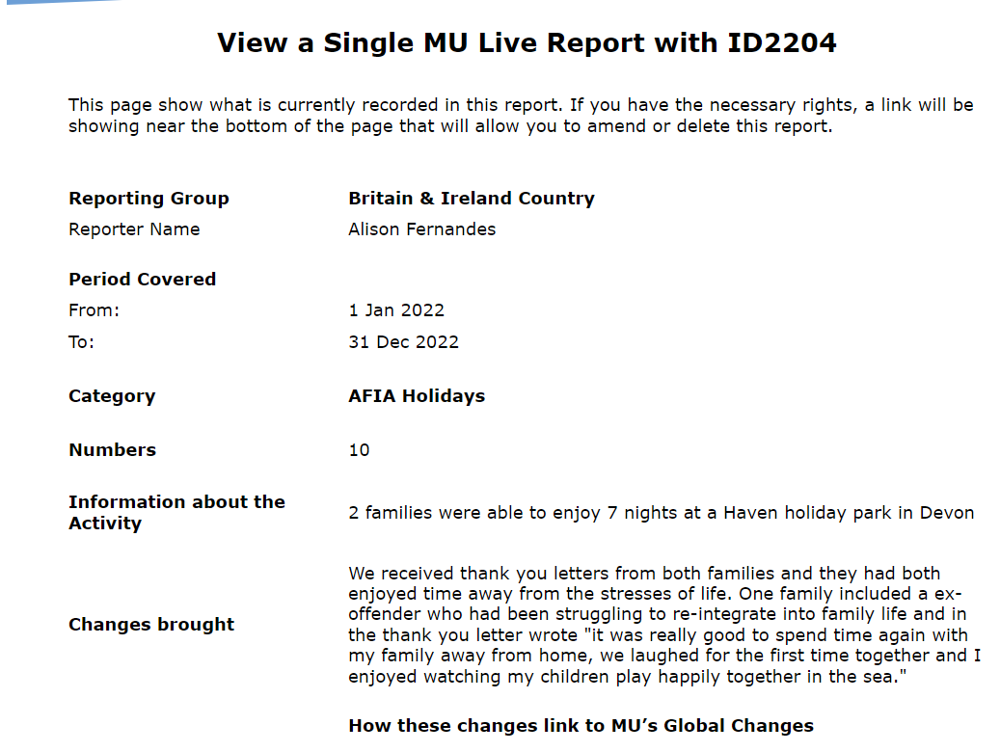 View a Single MU Live Report with ID2204
This page show what is currently recorded in this report. If you have the necessary rights, a link will be
showing near the bottom of the page that will allow you to amend or delete this report.
Reporting Group Britain & Ireland Country
Reporter Name Alison Fernandes
Period Covered
From: 1 Jan 2022
To: 31 Dec 2022
Category AFIA Holidays
Numbers 10
Information about the
Activity
2 families were able to enjoy 7 nights at a Haven holiday park in Devon
Changes brought
We received thank you letters from both families and they had both
enjoyed time away from the stresses of life. One family included a ex-
offender who had been struggling to re-integrate into family life and in
the thank you letter wrote "it was really good to spend time again with
my family away from home, we laughed for the first time together and I
enjoyed watching my children play happily together in the sea."
How these changes link to MU’s Global Changes